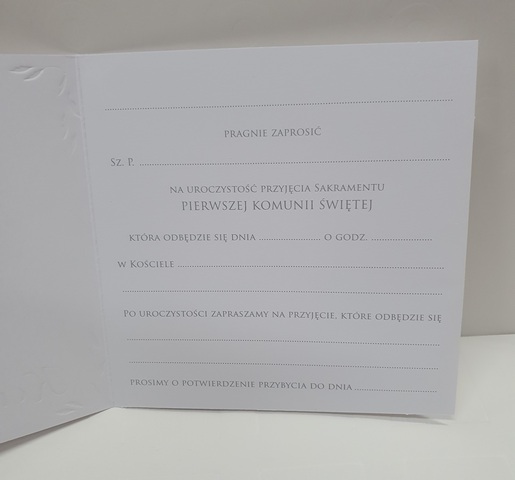 PRAGNIE ZAPROSIĆ
SZ. P.
NA UROCZYSTOŚĆ PRZYJĘCIA SAKRAMENTU
PIERWSZEJ KOMUNII ŚWIĘTEJ
KTÓRA ODBĘDZIE SIĘ DNIA .................... O GODZ. ....................
W KOŚCIELE
PO UROCZYSTOŚCI ZAPRASZAMY NA PRZYJĘCIE, KTÓRE ODBĘDZIE SIĘ
PROSIMY O POTWIERDZENIE PRZYBYCIA DO DNIA ....................